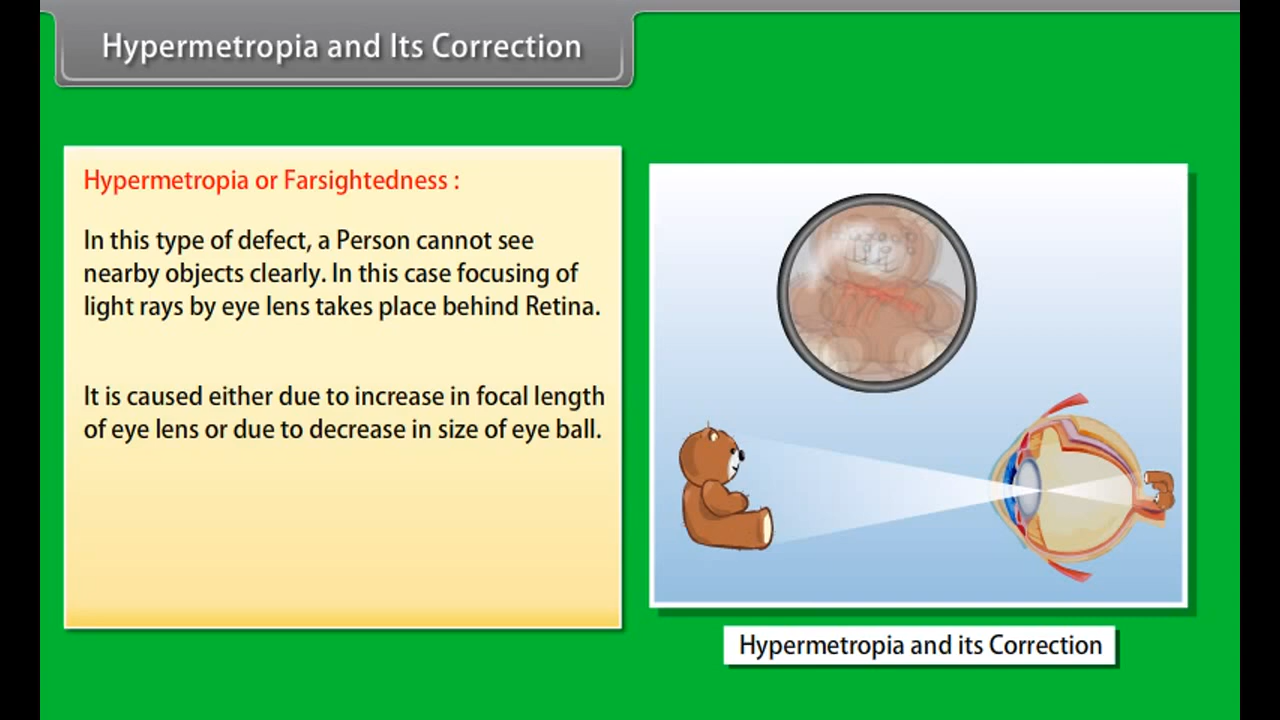 Hypermetropia and Its Correction
Hypermetropia or Farsightedness :
In this type of defect, a Person cannot see
nearby objects clearly. In this case focusing of
light rays by eye lens takes place behind Retina.
It is caused either due to increase in focal length
of eye lens or due to decrease in size of eye ball.
Hypermetropia and its Correction